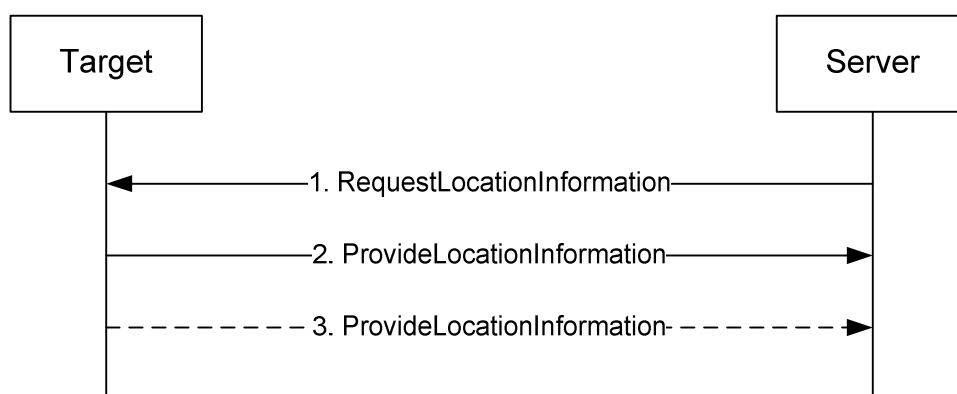 Target
Server
1. RequestLocationInformation
2. ProvideLocationInformation
3. ProvideLocationInformation